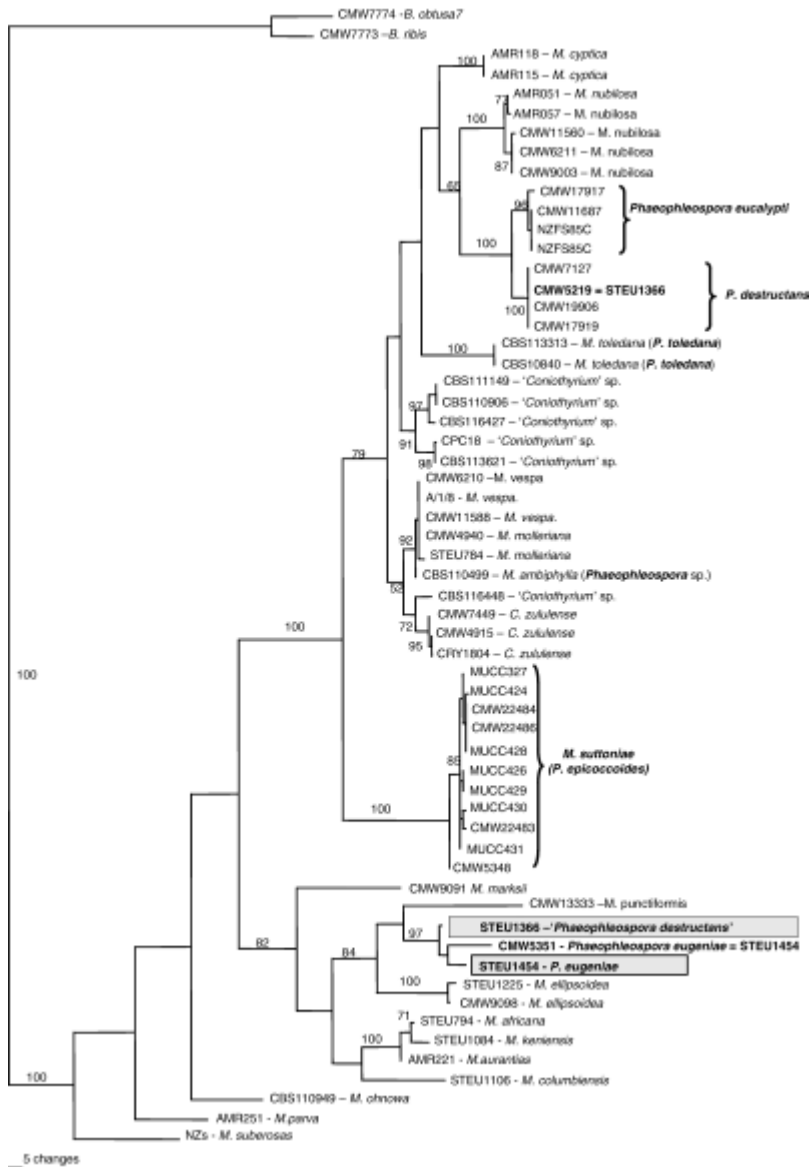 CMW7774 - B. obtusa7
CMW7773 – B. ribis
AMR118 – M. cyptica
100
AMR115 – M. cyptica
AMR051 – M. nubilosa
77
AMR057 – M. nubilosa
100
CMW11560 – M. nubilosa
CMW6211 – M. nubilosa
87
CMW9003 – M. nubilosa
65
CMW17917
96
CMW11687
Phaeophleospora eucalypti
NZFS85C
100
NZFS85C
CMW7127
CMW5219 = STEU1366
P. destructans
100
CMW19906
CMW17919
CBS113313 – M. toledana (P. toledana)
100
CBS10840 – M. toledana (P. toledana)
CBS111149 – 'Coniothyrium' sp.
97
CBS110906 – 'Coniothyrium' sp.
CBS116427 – 'Coniothyrium' sp.
91
CPC18 – 'Coniothyrium' sp.
98
CBS113621 – 'Coniothyrium' sp.
79
CMW6210 –M. vespa
A/1/8 - M. vespa.
CMW11588 – M. vespa.
CMW4940 – M. molleriana
92
STEU784 – M. molleriana
CBS110499 – M. ambiphylla (Phaeophleospora sp.)
52
CBS116448 – 'Coniothyrium' sp.
CMW7449 – C. zululense
72
CMW4915 – C. zululense
95
CRY1804 – C. zululense
100
100
MUCC327
MUCC424
CMW22484
CMW22486
MUCC428
85
MUCC426
MUCC429
M. suttoniae
(P. epicoccoides)
100
MUCC430
CMW22483
MUCC431
CMW5348
CMW9091 M. marksii
CMW13333 –M. punctiformis
STEU1366 –'Phaeophleospora destructans'
97
82
84
CMW5351 - Phaeophleospora eugeniae = STEU1454
STEU1454 - P. eugeniae
100
STEU1225 - M. ellipsoidea
CMW9098 - M. ellipsoidea
71
STEU794 – M. africana
100
STEU1084 - M. keniensis
AMR221 - M.aurantias
STEU1106 – M. columbiensis
100
CBS110949 – M. ohnowa
AMR251 - M.parva
NZs - M. suberosas
5 changes